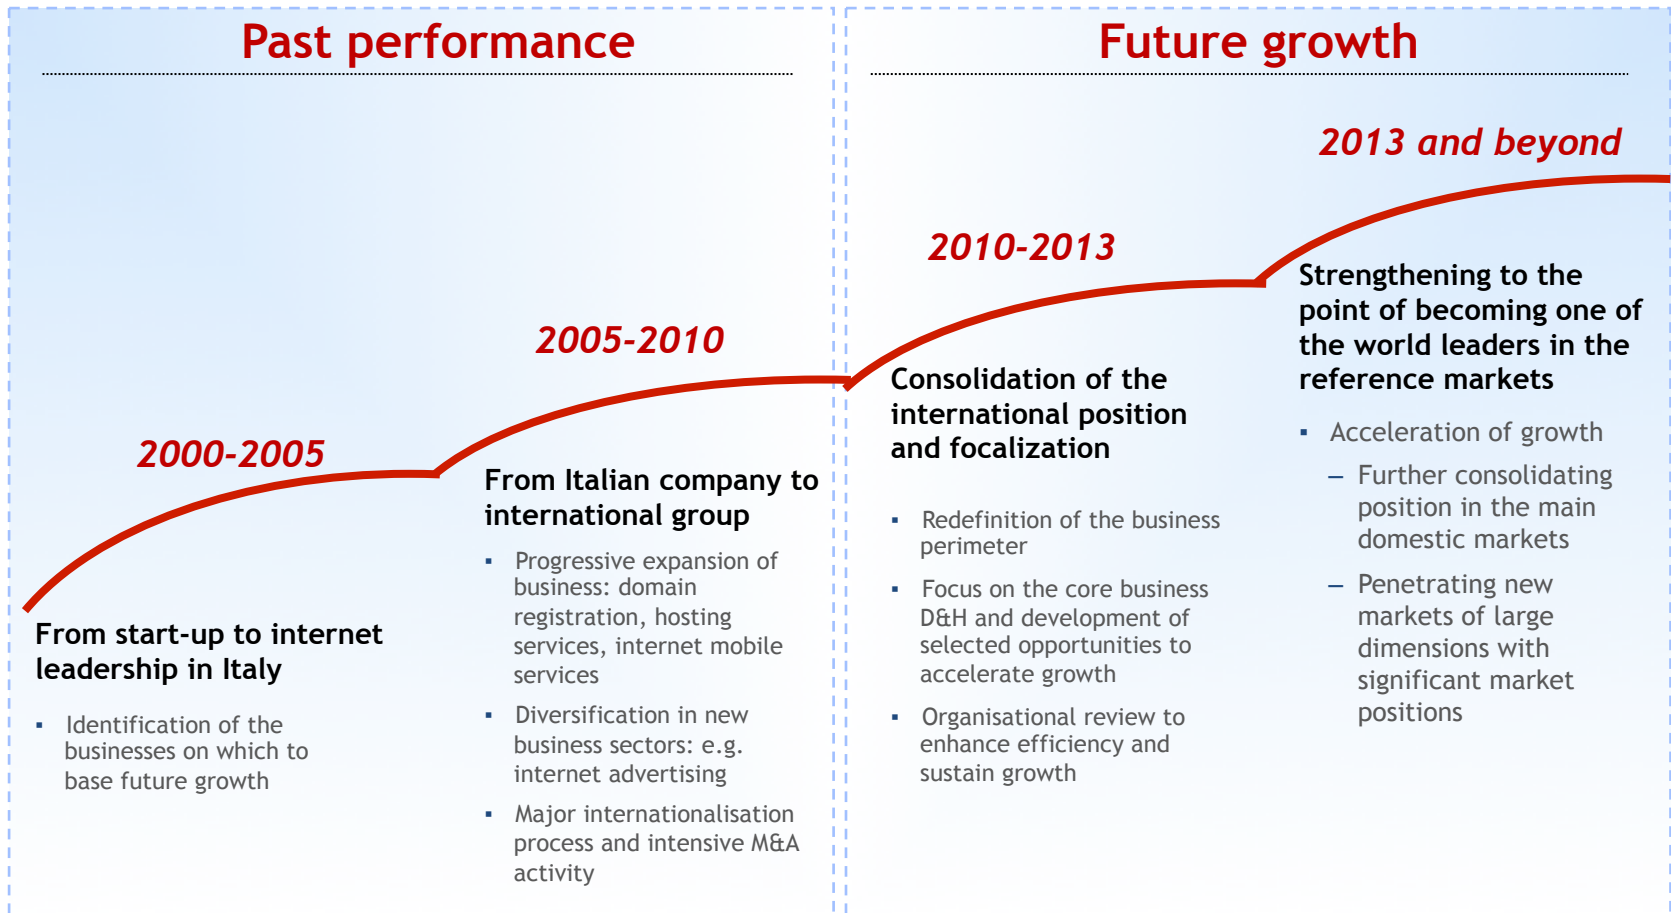 Past performance
2000-2005
From start-up to internet
leadership in Italy
▪ Identification of the
businesses on which to
base future growth
2005-2010
From Italian company to
international group
▪ Progressive expansion of
business: domain
registration, hosting
services, internet mobile
services
▪ Diversification in new
business sectors: e.g.
internet advertising
▪ Major internationalisation
process and intensive M&A
activity
Future growth
2010-2013
Consolidation of the
international position
and focalization
▪ Redefinition of the business
perimeter
▪ Focus on the core business
D&H and development of
selected opportunities to
accelerate growth
▪ Organisational review to
enhance efficiency and
sustain growth
2013 and beyond
Strengthening to the
point of becoming one of
the world leaders in the
reference markets
▪ Acceleration of growth
– Further consolidating
position in the main
domestic markets
– Penetrating new
markets of large
dimensions with
significant market
positions